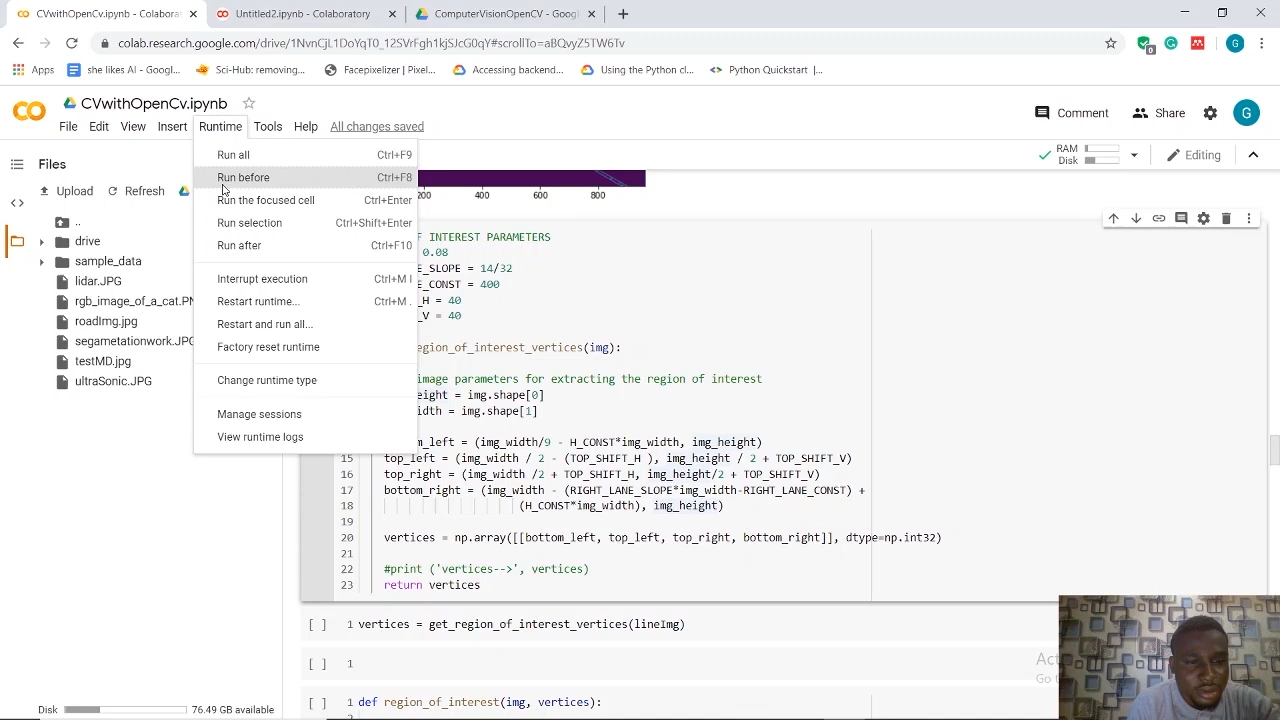 CVwithOpenCv.ipynb - Colaborat
Untitled2.ipynb - Colaboratory
ComputerVisionOpenCV - Googl
colab.research.google.com/drive/1NvnCjL1DoYqT0_12SVrFgh1kjSJcG0qY#scrollTo=aBQvyZ5TW6Tv
0
G
Apps
she likes AI - Googl...
Sci-Hub: removing...
Facepixelizer | Pixel...
Accessing backend...
Using the Python cl...
Python Quickstart |...
CVwithOpenCv.ipynb
Comment
Share
G
File Edit View Insert Runtime Tools Help All changes saved
Files
Upload
Refresh
RAM
Disk
Editing
Run all Ctrl+F9
Run before Ctrl+F8
Run the focused cell Ctrl+Enter
Run selection Ctrl+Shift+Enter
Run after Ctrl+F10
Interrupt execution Ctrl+M I
Restart runtime... Ctrl+M .
Restart and run all...
Factory reset runtime
Change runtime type
Manage sessions
View runtime logs
..
drive
sample_data
lidar.JPG
rgb_image_of_a_cat.PN
roadImg.jpg
segametationwork.JPG
testMD.jpg
ultraSonic.JPG
200 400 600 800
F INTEREST PARAMETERS
0.08
E_SLOPE = 14/32
ANE_CONST = 400
_H = 40
_V = 40
egion_of_interest_vertices(img):
image parameters for extracting the region of interest
eight = img.shape[0]
idth = img.shape[1]
om_left = (img_width/9 - H_CONST*img_width, img_height)
15 top_left = (img_width / 2 - (TOP_SHIFT_H ), img_height / 2 + TOP_SHIFT_V)
16 top_right = (img_width /2 + TOP_SHIFT_H, img_height/2 + TOP_SHIFT_V)
17 bottom_right = (img_width - (RIGHT_LANE_SLOPE*img_width-RIGHT_LANE_CONST) +
18 (H_CONST*img_width), img_height)
19
20 vertices = np.array([[bottom_left, top_left, top_right, bottom_right]], dtype=np.int32)
21
22 #print ('vertices-->', vertices)
23 return vertices
[ ] 1 vertices = get_region_of_interest_vertices(lineImg)
[ ] 1
[ ] 1 def region_of_interest(img, vertices):
Disk 76.49 GB available